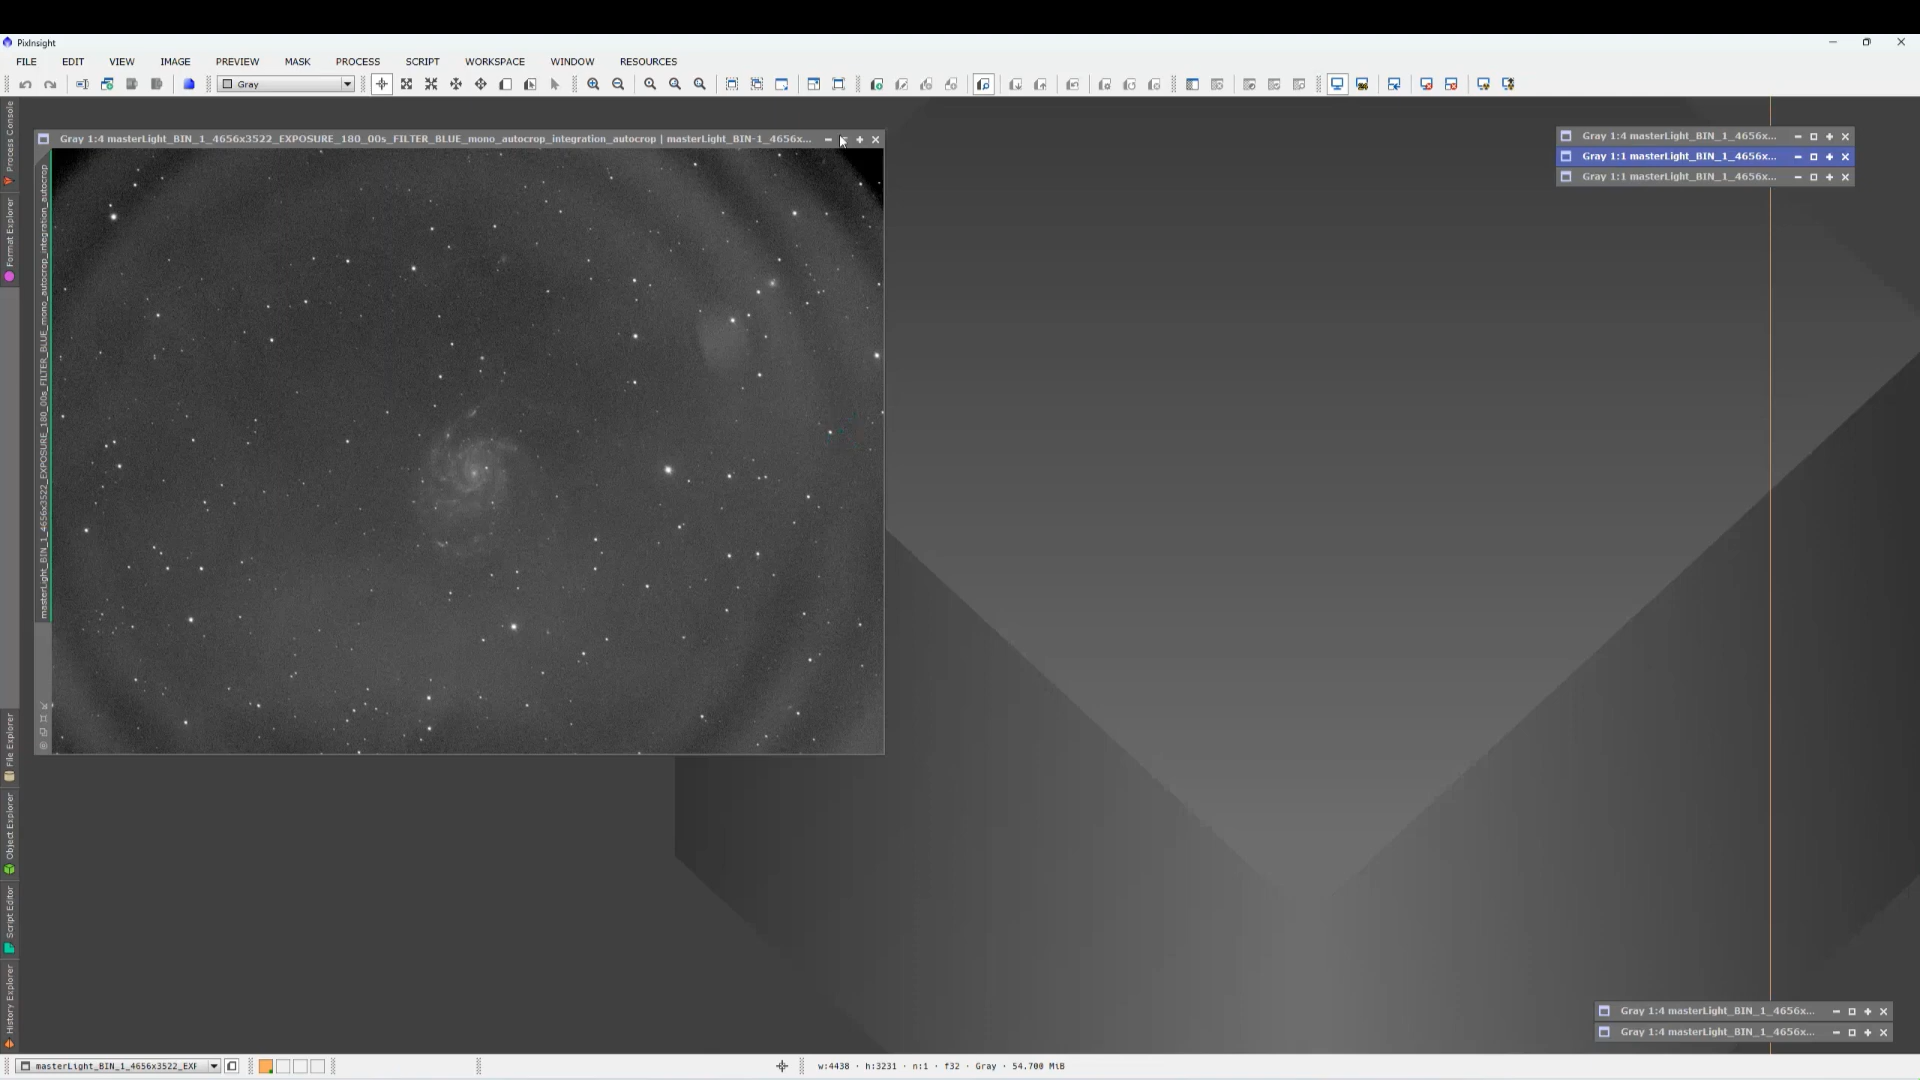 PixInsight
FILE EDIT VIEW IMAGE PREVIEW MASK PROCESS SCRIPT WORKSPACE WINDOW RESOURCES
Gray
Process Console
Format Explorer
File Explorer
Object Explorer
Script Editor
History Explorer
Gray 1:4 masterLight_BIN_1_4656x3522_EXPOSURE_180_00s_FILTER_BLUE_mono_autocrop_integration_autocrop | masterLight_BIN-1_4656x...
masterLight_BIN_1_4656x3522_EXPOSURE_180_00s_FILTER_BLUE_mono_autocrop_integration_autocrop
Gray 1:4 masterLight_BIN_1_4656x...
Gray 1:1 masterLight_BIN_1_4656x...
Gray 1:1 masterLight_BIN_1_4656x...
Gray 1:4 masterLight_BIN_1_4656x...
Gray 1:4 masterLight_BIN_1_4656x...
masterLight_BIN_1_4656x3522_EXP
w:4438 · h:3231 · n:1 · f32 · Gray · 54.700 MiB